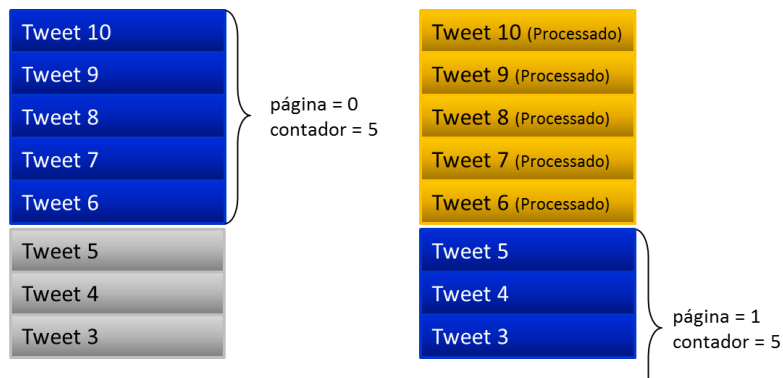 Tweet 10
Tweet 9
Tweet 8
Tweet 7
Tweet 6
Tweet 5
Tweet 4
Tweet 3
página = 0
contador = 5
Tweet 10 (Processado)
Tweet 9 (Processado)
Tweet 8 (Processado)
Tweet 7 (Processado)
Tweet 6 (Processado)
Tweet 5
Tweet 4
Tweet 3
página = 1
contador = 5